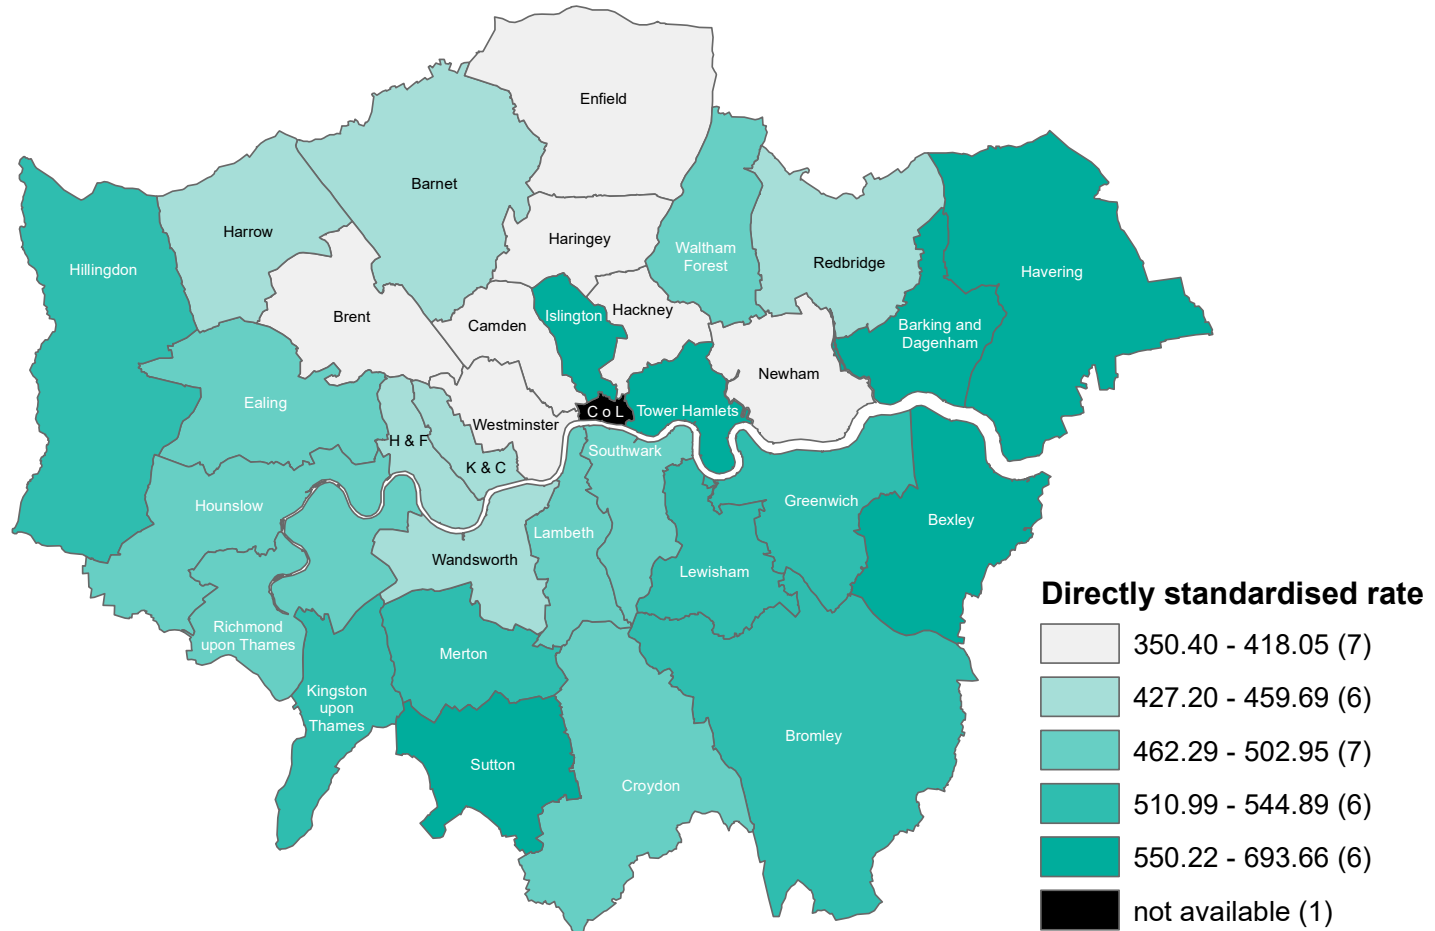 Enfield
Barnet
Harrow
Haringey
Waltham
Forest
Redbridge
Havering
Hillingdon
Brent
Camden
Islington
Hackney
Barking and
Dagenham
Newham
Ealing
C o L
Tower Hamlets
Westminster
H & F
K & C
Southwark
Hounslow
Greenwich
Bexley
Lambeth
Wandsworth
Lewisham
Richmond
upon Thames
Merton
Kingston
upon
Thames
Bromley
Sutton
Croydon
Directly standardised rate
350.40 - 418.05 (7)
427.20 - 459.69 (6)
462.29 - 502.95 (7)
510.99 - 544.89 (6)
550.22 - 693.66 (6)
not available (1)